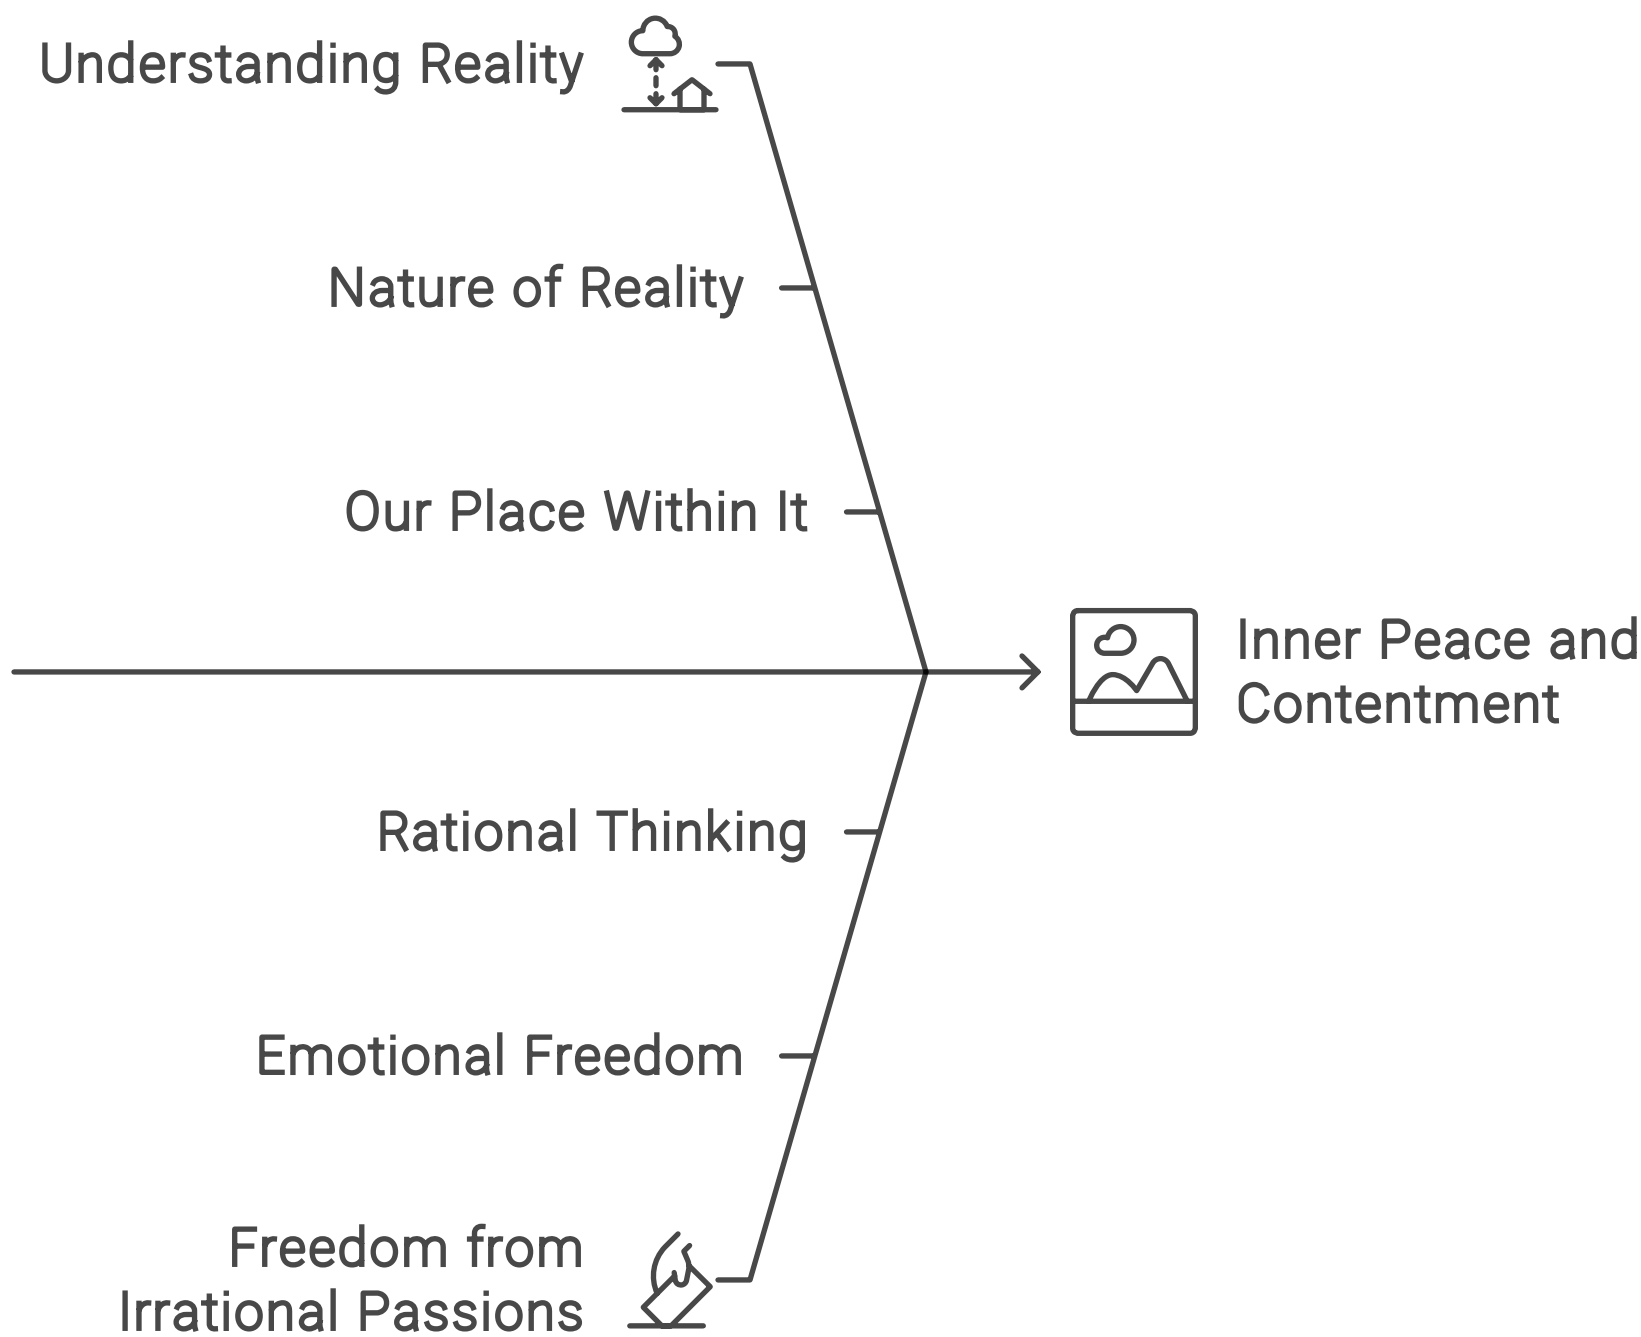 Understanding Reality
Nature of Reality
Our Place Within It
Inner Peace and
Contentment
Rational Thinking
Emotional Freedom
Freedom from
Irrational Passions